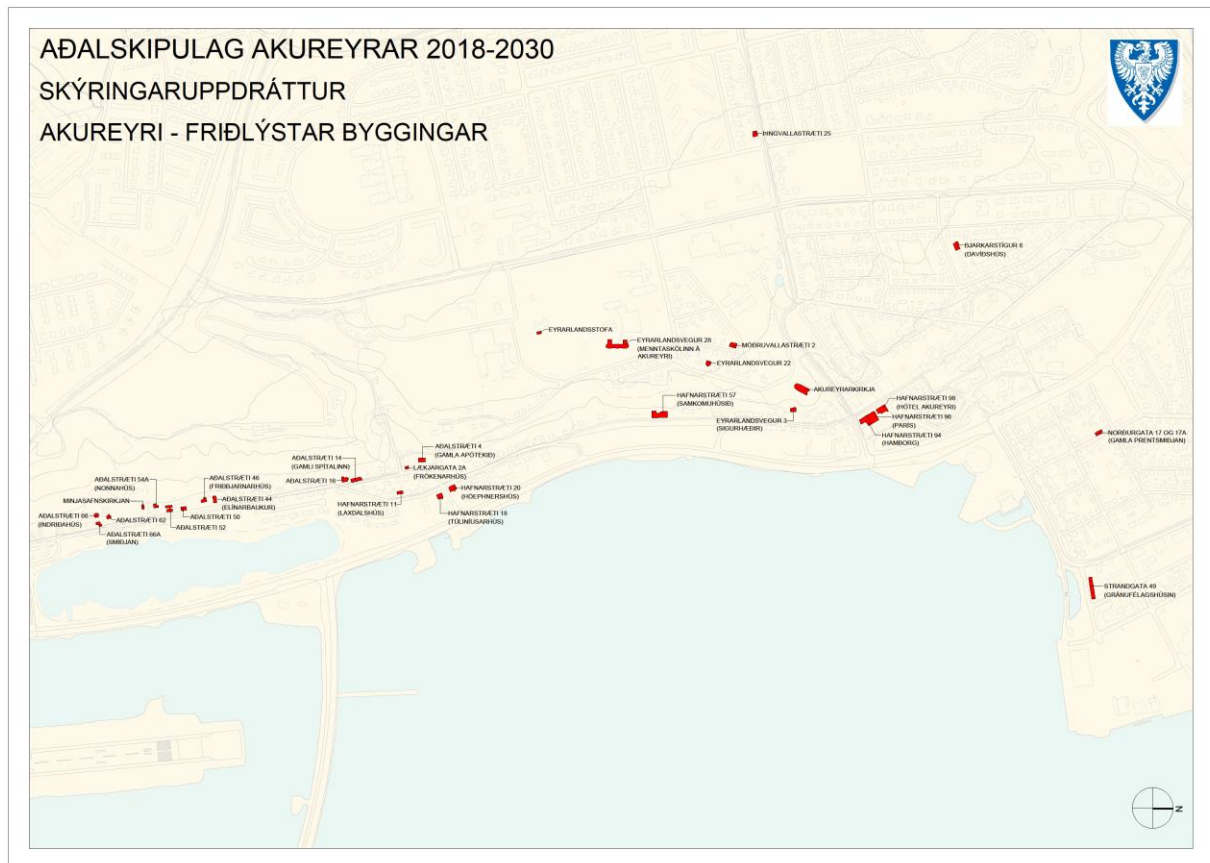 AÐALSKIPULAG AKUREYRAR 2018-2030
SKÝRINGARUPPDRÁTTUR
AKUREYRI - FRIÐLÝSTAR BYGGINGAR
ÞINGVALLASTRÆTI 25
BJARKARSTÍGUR 6
(DAVÍÐSHÚS)
EYRARLANDSSTOFA
EYRARLANDSVEGUR 28
(MENNTASKÓLINN Á
AKUREYRI)
MÖÐRUVALLASTRÆTI 2
EYRARLANDSVEGUR 22
AKUREYRARKIRKJA
HAFNARSTRÆTI 57
(SAMKOMUHÚSIÐ)
EYRARLANDSVEGUR 3
(SIGURHÆÐIR)
HAFNARSTRÆTI 98
(HÓTEL AKUREYRI)
HAFNARSTRÆTI 96
(PARÍS)
HAFNARSTRÆTI 94
(HAMBORG)
NORÐURGATA 17 OG 17A
(GAMLA PRENTSMIÐJAN)
AÐALSTRÆTI 4
(GAMLA APÓTEKIÐ)
AÐALSTRÆTI 14
(GAMLI SPÍTALINN)
LÆKJARGATA 2A
(FRÖKENARHÚS)
AÐALSTRÆTI 16
AÐALSTRÆTI 54A
(NONNAHÚS)
AÐALSTRÆTI 46
(FRIÐBJARNARHÚS)
HAFNARSTRÆTI 20
(HÖEPHNERSHÚS)
MINJASAFNSKIRKJAN
AÐALSTRÆTI 44
(ELÍNARBAUKUR)
HAFNARSTRÆTI 11
(LAXDALSHÚS)
HAFNARSTRÆTI 18
(TULINIUSARHÚS)
AÐALSTRÆTI 66
(INDRIÐAHÚS)
AÐALSTRÆTI 62
AÐALSTRÆTI 50
AÐALSTRÆTI 52
AÐALSTRÆTI 66A
(SMIÐJAN)
STRANDGATA 49
(GRÁNUFÉLAGSHÚSIN)
N